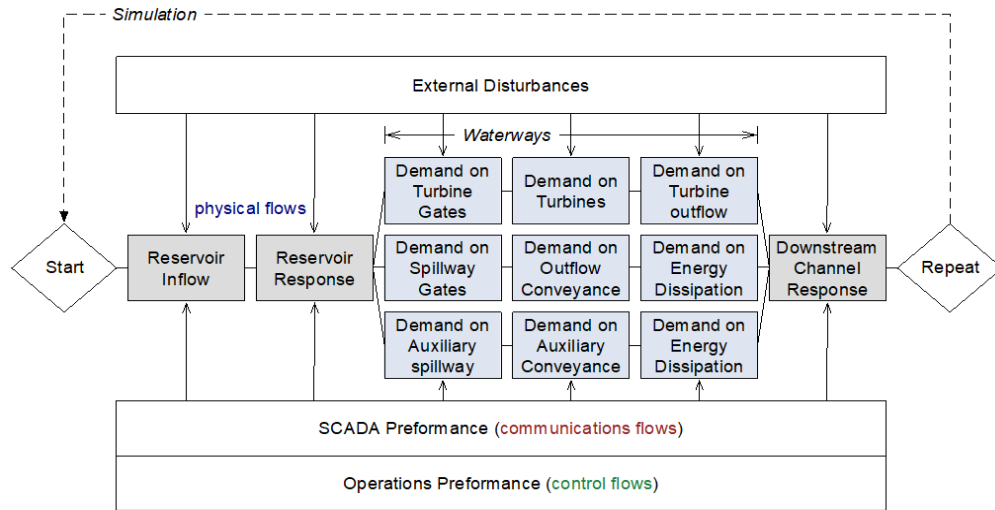 Simulation
External Disturbances
Waterways
physical flows
Demand on
Turbine
Gates
Demand on
Turbines
Demand on
Turbine
outflow
Start
Reservoir
Inflow
Reservoir
Response
Demand on
Spillway
Gates
Demand on
Outflow
Conveyance
Demand on
Energy
Dissipation
Downstream
Channel
Response
Repeat
Demand on
Auxiliary
spillway
Demand on
Auxiliary
Conveyance
Demand on
Energy
Dissipation
SCADA Preformance (communications flows)
Operations Preformance (control flows)